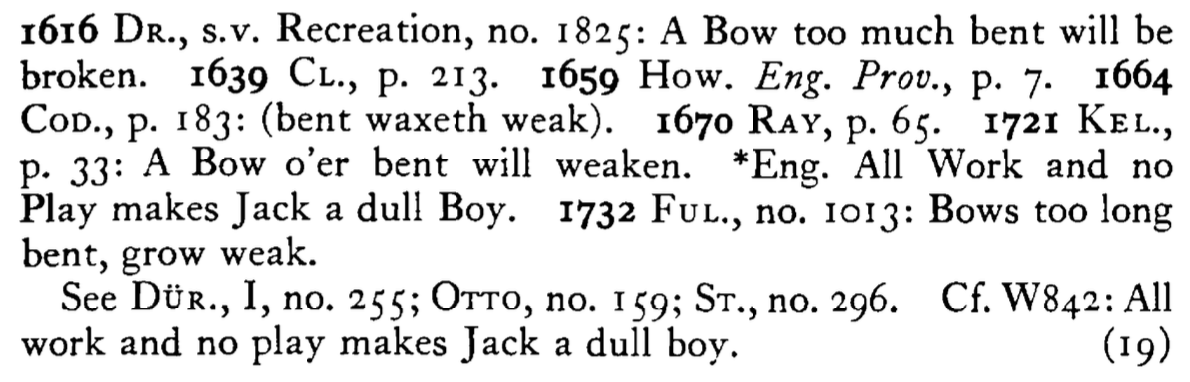 1616 DR., s.v. Recreation, no. 1825: A Bow too much bent will be
broken. 1639 CL., p. 213. 1659 How. Eng. Prov., p. 7. 1664
COD., p. 183: (bent waxeth weak). 1670 RAY, p. 65. 1721 KEL.,
p. 33: A Bow o'er bent will weaken. *Eng. All Work and no
Play makes Jack a dull Boy. 1732 FUL., no. 1013: Bows too long
bent, grow weak.
See DÜR., I, no. 255; OTTO, no. 159; ST., no. 296. Cf. W842: All
work and no play makes Jack a dull boy. (19)